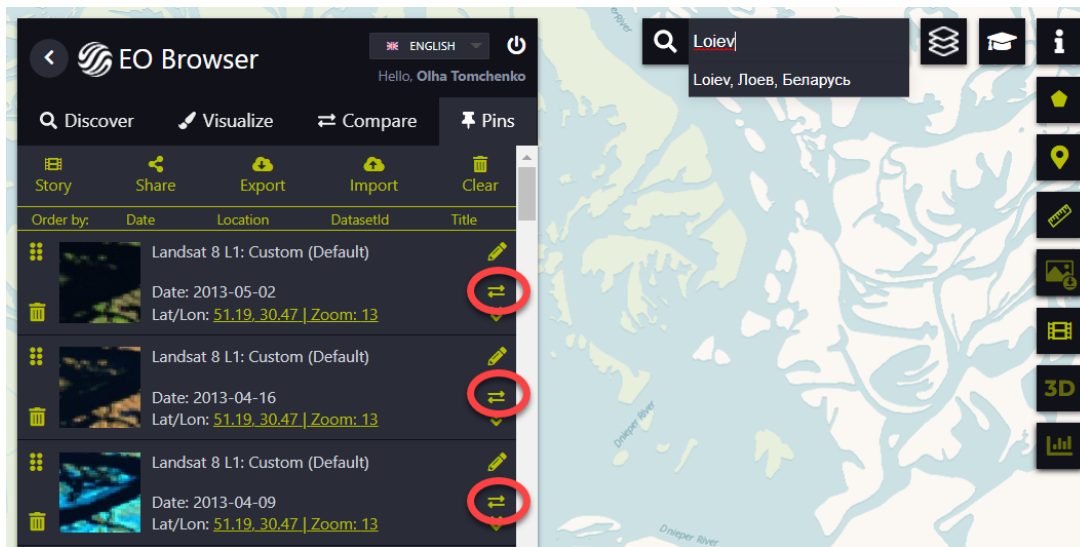 EO Browser
ENGLISH
Hello, Olha Tomchenko
Discover
Visualize
Compare
Pins
Story
Share
Export
Import
Clear
Order by:
Date
Location
DatasetId
Title
Landsat 8 L1: Custom (Default)
Date: 2013-05-02
Lat/Lon: 51.19, 30.47 | Zoom: 13
Landsat 8 L1: Custom (Default)
Date: 2013-04-16
Lat/Lon: 51.19, 30.47 | Zoom: 13
Landsat 8 L1: Custom (Default)
Date: 2013-04-09
Lat/Lon: 51.19, 30.47 | Zoom: 13
Loiev
Loiev, Лоев, Беларусь
i
3D
Dnieper River
Dnieper River